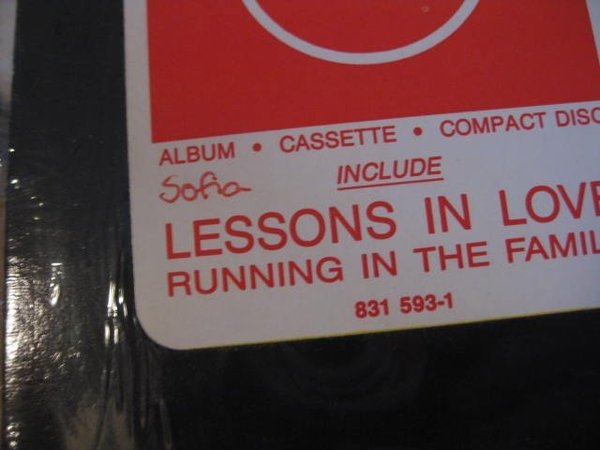 ALBUM • CASSETTE • COMPACT DISC
Sofia
INCLUDE
LESSONS IN LOVE
RUNNING IN THE FAMIL
831 593-1